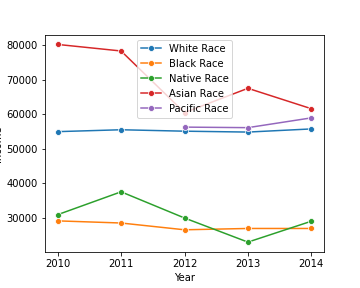 80000
70000
60000
50000
40000
30000
White Race
Black Race
Native Race
Asian Race
Pacific Race
2010 2011 2012 2013 2014
Year